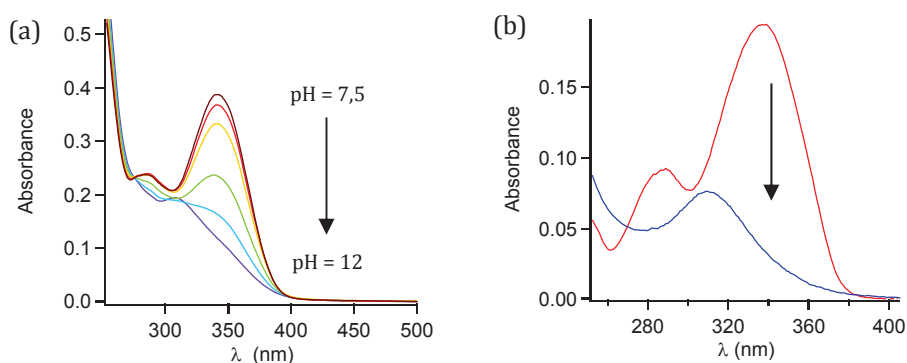 (a)
Absorbance
0.5
0.4
0.3
0.2
0.1
0.0
pH = 7,5
pH = 12
300
350
400
450
500
λ (nm)
(b)
Absorbance
0.15
0.10
0.05
0.00
280
320
360
400
λ (nm)